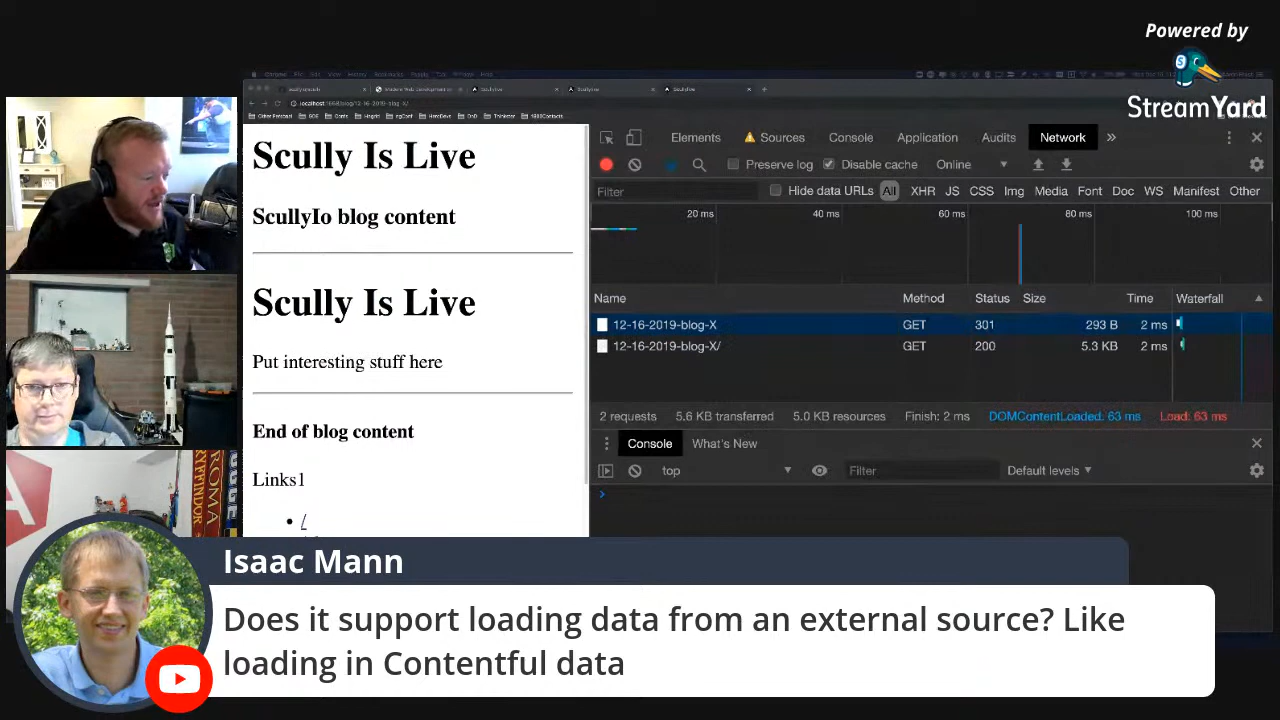 Powered by
StreamYard
Scully Is Live
ScullyIo blog content
Scully Is Live
Put interesting stuff here
End of blog content
Links1
/
Elements
Sources
Console
Application
Audits
Network
Preserve log
Disable cache
Online
Filter
Hide data URLs
All
XHR
JS
CSS
Img
Media
Font
Doc
WS
Manifest
Other
20 ms
40 ms
60 ms
80 ms
100 ms
Name Method Status Size Time Waterfall
12-16-2019-blog-X GET 301 293 B 2 ms
12-16-2019-blog-X/ GET 200 5.3 KB 2 ms
2 requests 5.6 KB transferred 5.0 KB resources Finish: 2 ms DOMContentLoaded: 63 ms Load: 63 ms
Console What's New
top Filter Default levels
ROMA
Isaac Mann
Does it support loading data from an external source? Like
loading in Contentful data